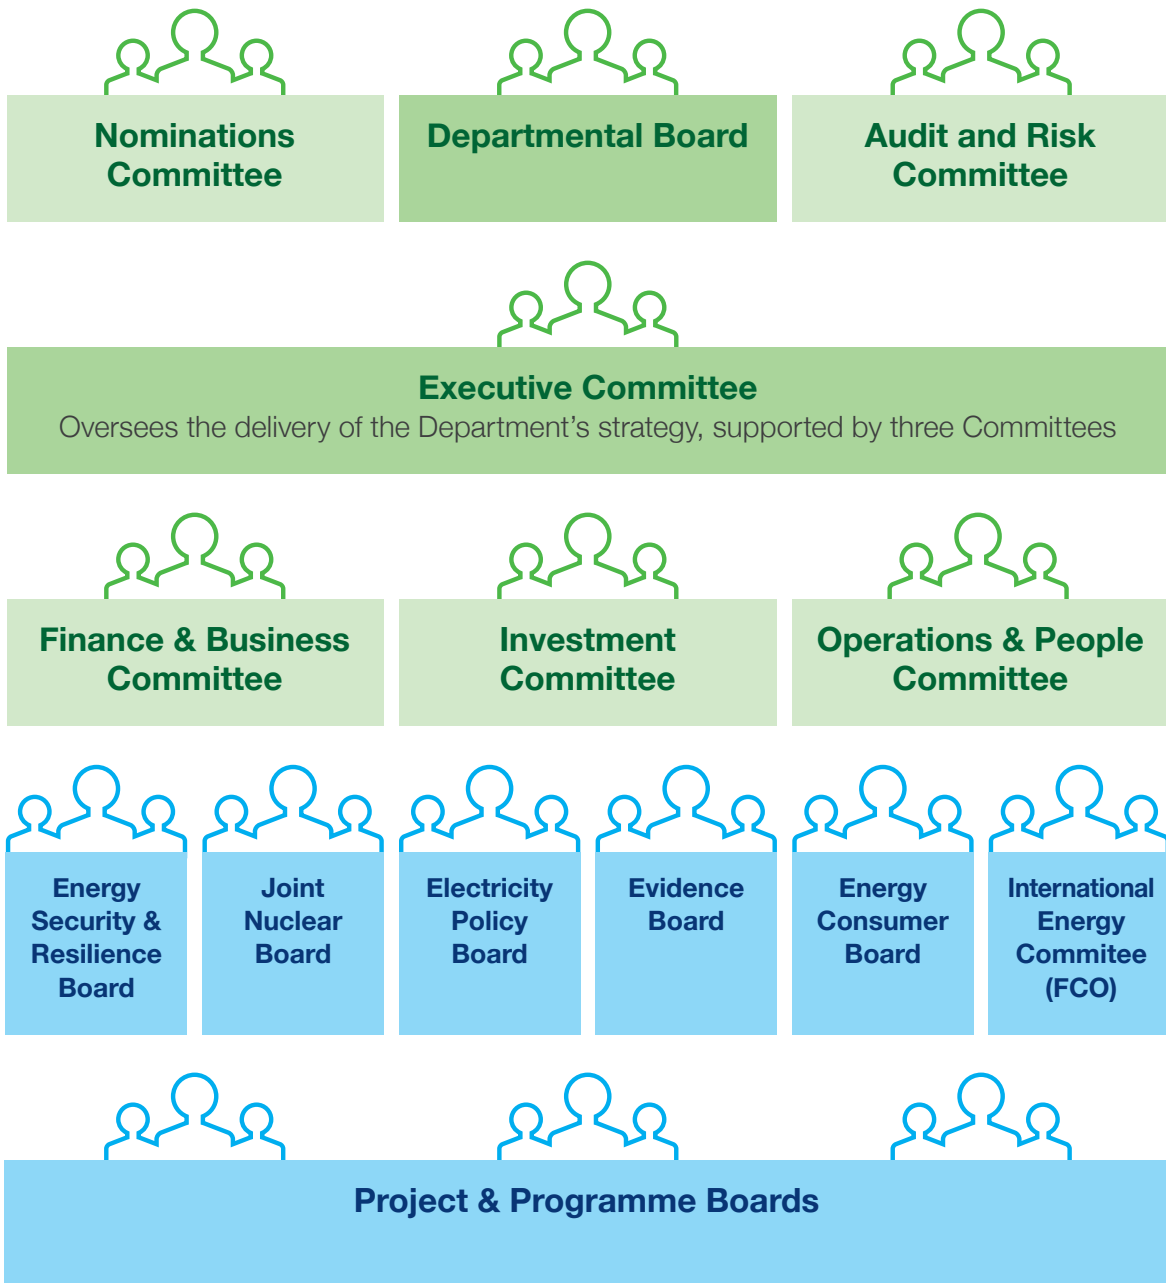 Nominations
Committee
Departmental Board
Audit and Risk
Committee
Executive Committee
Oversees the delivery of the Department’s strategy, supported by three Committees
Finance & Business
Committee
Investment
Committee
Operations & People
Committee
Energy
Security &
Resilience
Board
Joint
Nuclear
Board
Electricity
Policy
Board
Evidence
Board
Energy
Consumer
Board
International
Energy
Commitee
(FCO)
Project & Programme Boards